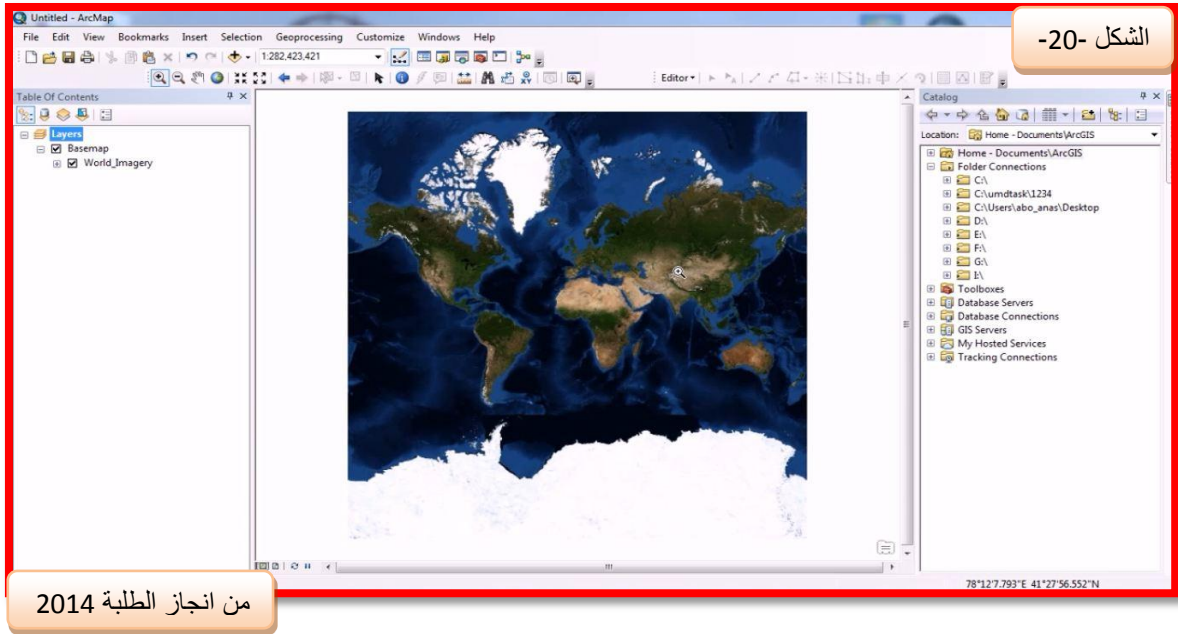 Untitled - ArcMap
الشكل -20-
File Edit View Bookmarks Insert Selection Geoprocessing Customize Windows Help
1:282,423,421
Editor
Table Of Contents
Layers
Basemap
World_Imagery
Catalog
Location: Home - Documents\ArcGIS
Home - Documents\ArcGIS
Folder Connections
C:\
C:\umdtask\1234
C:\Users\abo_anas\Desktop
D:\
E:\
F:\
G:\
I:\
Toolboxes
Database Servers
Database Connections
GIS Servers
My Hosted Services
Tracking Connections
78°12'7.793"E 41°27'56.552"N
من انجاز الطلبة 2014